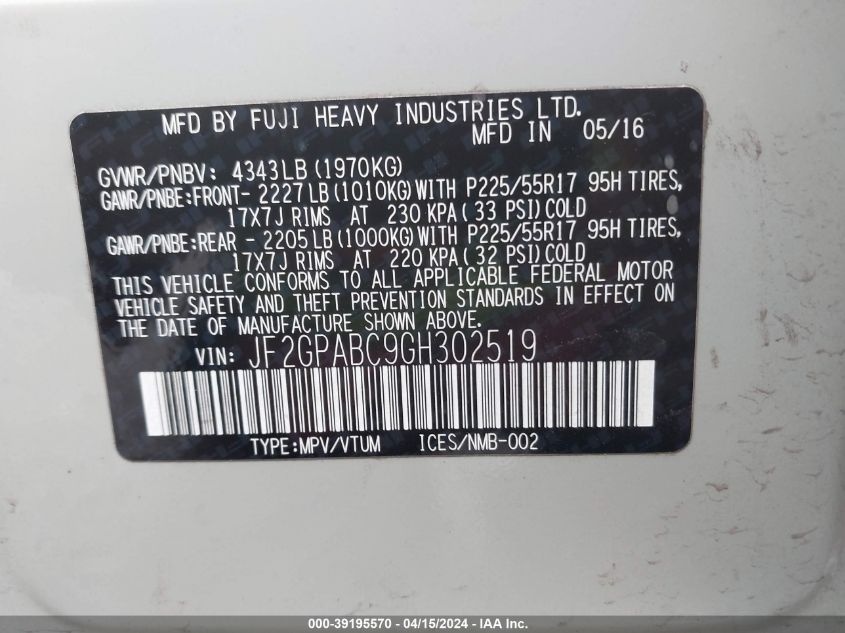 MFD BY FUJI HEAVY INDUSTRIES LTD.
MFD IN 05/16
GVWR/PNBV: 4343LB (1970KG)
GAWR/PNBE:FRONT- 2227LB (1010KG) WITH P225/55R17 95H TIRES,
17X7J RIMS AT 230 KPA ( 33 PSI) COLD
GAWR/PNBE:REAR - 2205LB (1000KG) WITH P225/55R17 95H TIRES,
17X7J RIMS AT 220 KPA ( 32 PSI) COLD
THIS VEHICLE CONFORMS TO ALL APPLICABLE FEDERAL MOTOR
VEHICLE SAFETY AND THEFT PREVENTION STANDARDS IN EFFECT ON
THE DATE OF MANUFACTURE SHOWN ABOVE.
VIN: JF2GPABC9GH302519
TYPE:MPV/VTUM ICES/NMB-002
000-39195570 - 04/15/2024 - IAA Inc.